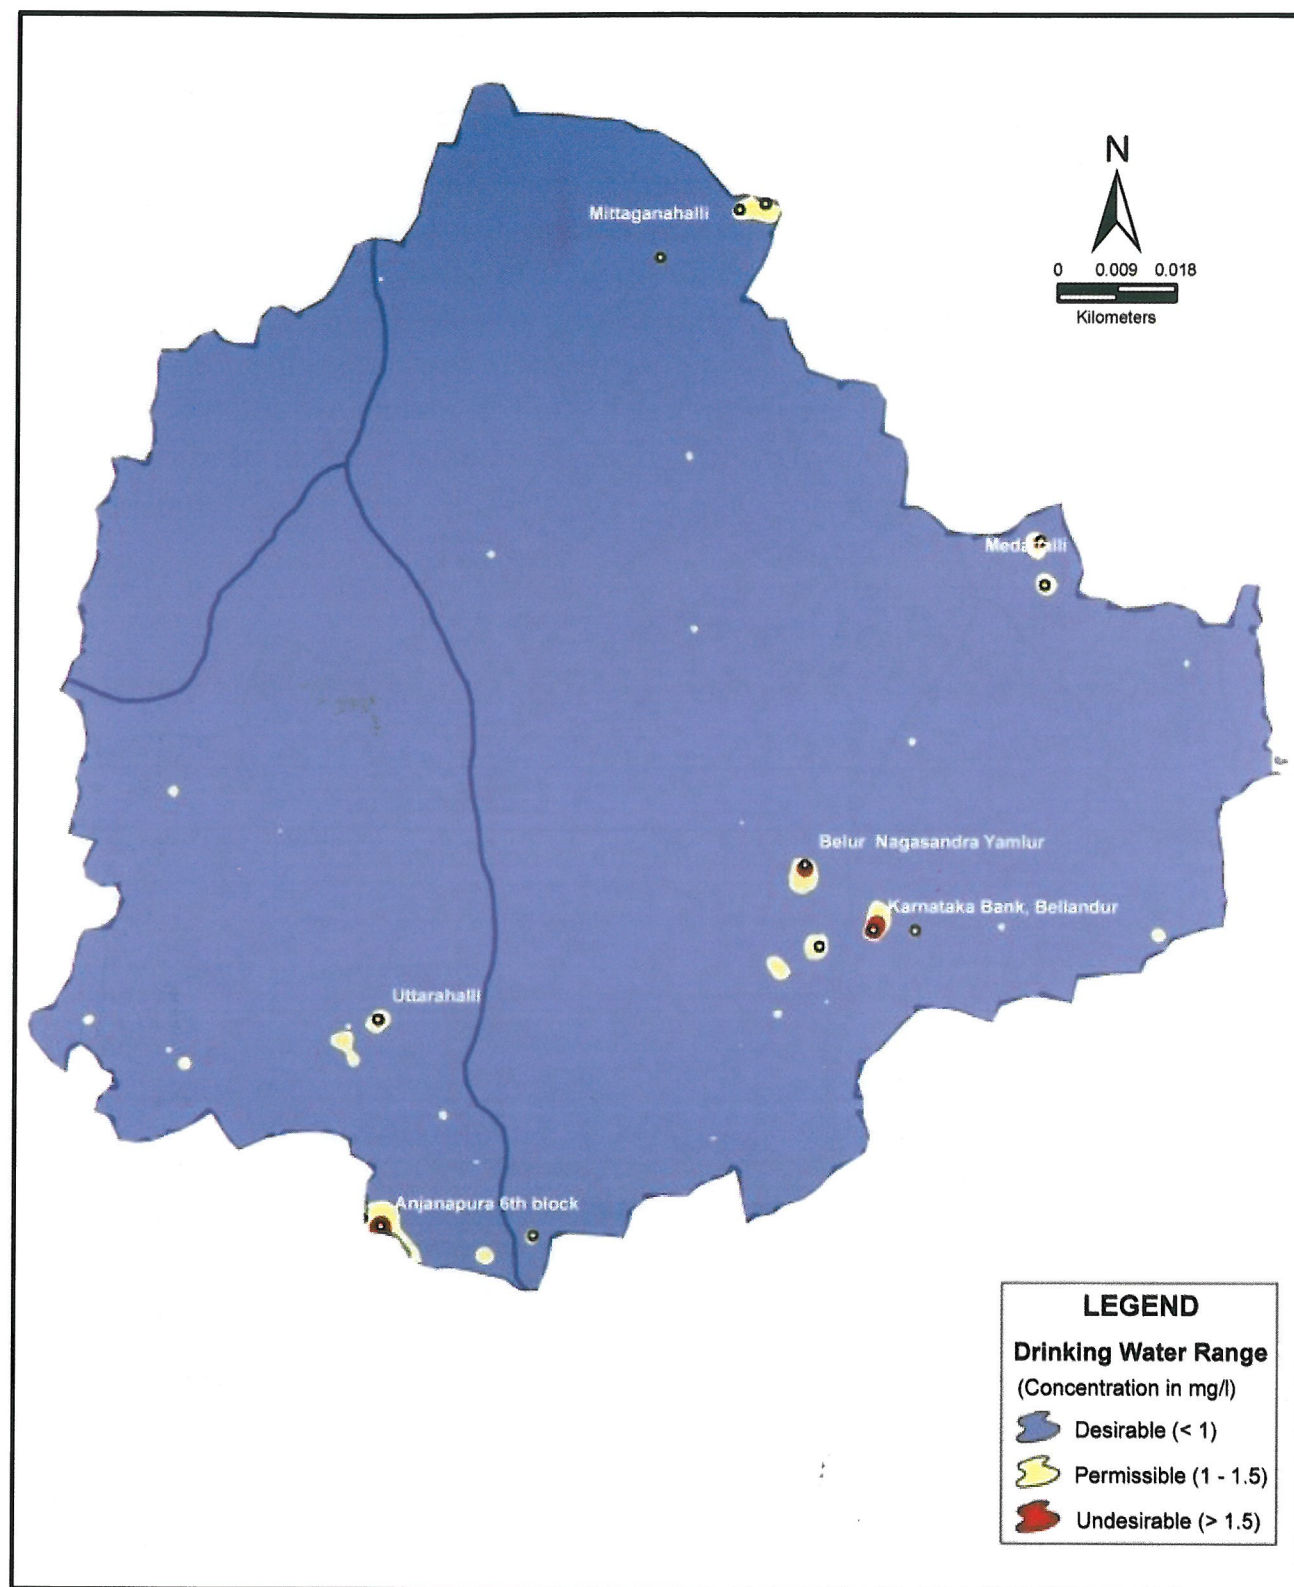 N
Mittaganahalli
0 0.009 0.018
Kilometers
Belur Nagasandra Yamlur
Karnataka Bank, Bellandur
Uttarahalli
Anjanapura 6th block
LEGEND
Drinking Water Range
(Concentration in mg/l)
Desirable (< 1)
Permissible (1 - 1.5)
Undesirable (> 1.5)